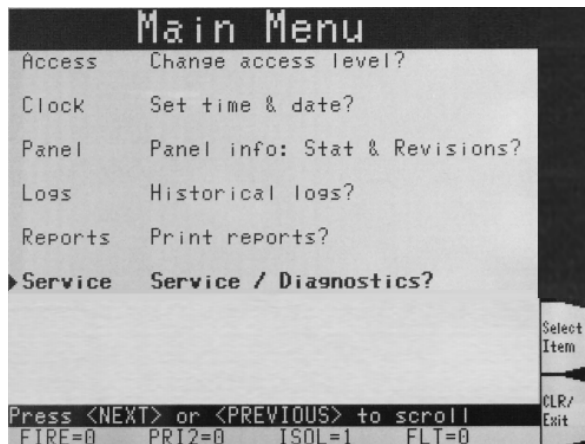 Main Menu
Access Change access level?
Clock Set time & date?
Panel Panel info: Stat & Revisions?
Logs Historical logs?
Reports Print reports?
Service Service / Diagnostics?
Select
Item
CLR/
Exit
Press <NEXT> or <PREVIOUS> to scroll
FIRE=0 PRI2=0 ISOL=1 FLT=0